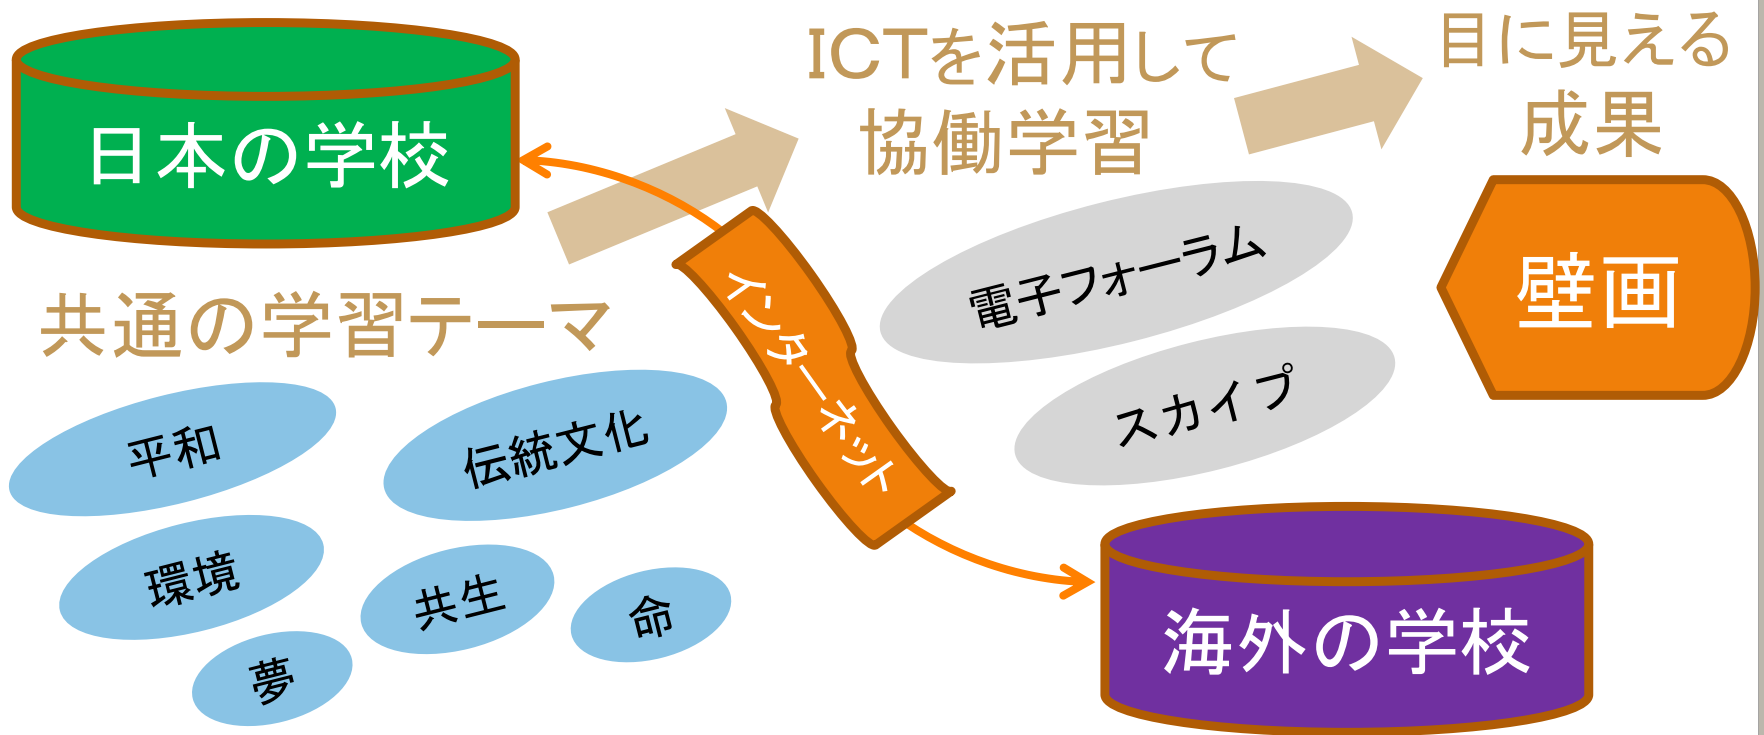 日本の学校
共通の学習テーマ
平和
伝統文化
環境
共生
命
夢
インターネット
ICTを活用して
協働学習
電子フォーラム
スカイプ
目に見える
成果
壁画
海外の学校